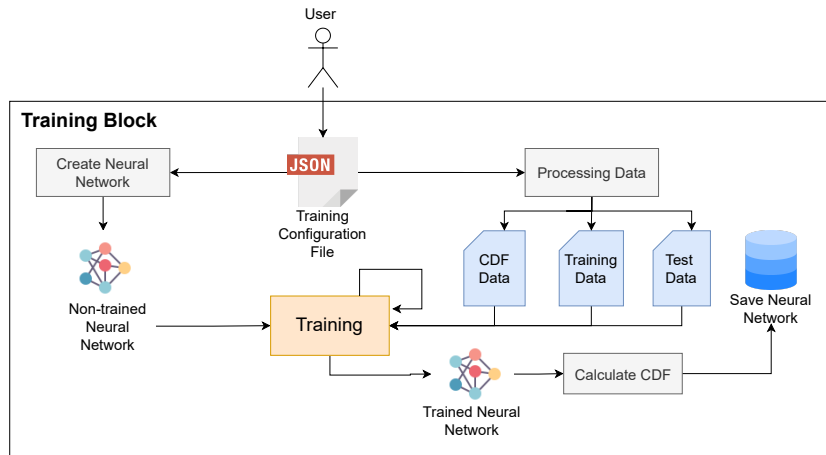 User
Training Block
Create Neural
Network
JSON
Processing Data
Training
Configuration
File
CDF
Data
Training
Data
Test
Data
Non-trained
Neural
Network
Training
Save Neural
Network
Trained Neural
Network
Calculate CDF